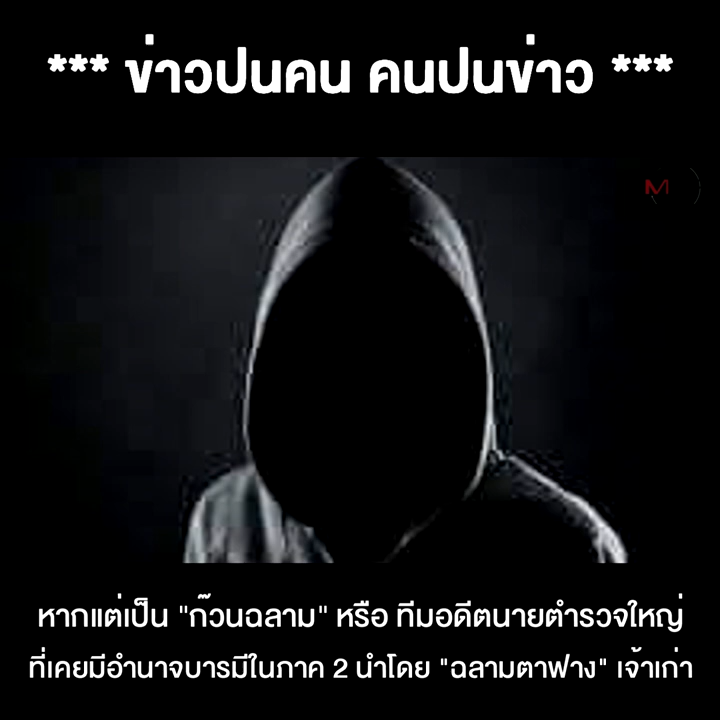 *** ข่าวปนคน คนปนข่าว ***
M
หากแต่เป็น "ก๊วนฉลาม" หรือ ทีมอดีตนายตำรวจใหญ่
ที่เคยมีอำนาจบารมีในภาค 2 นำโดย "ฉลามตาฟาง" เจ้าเก่า